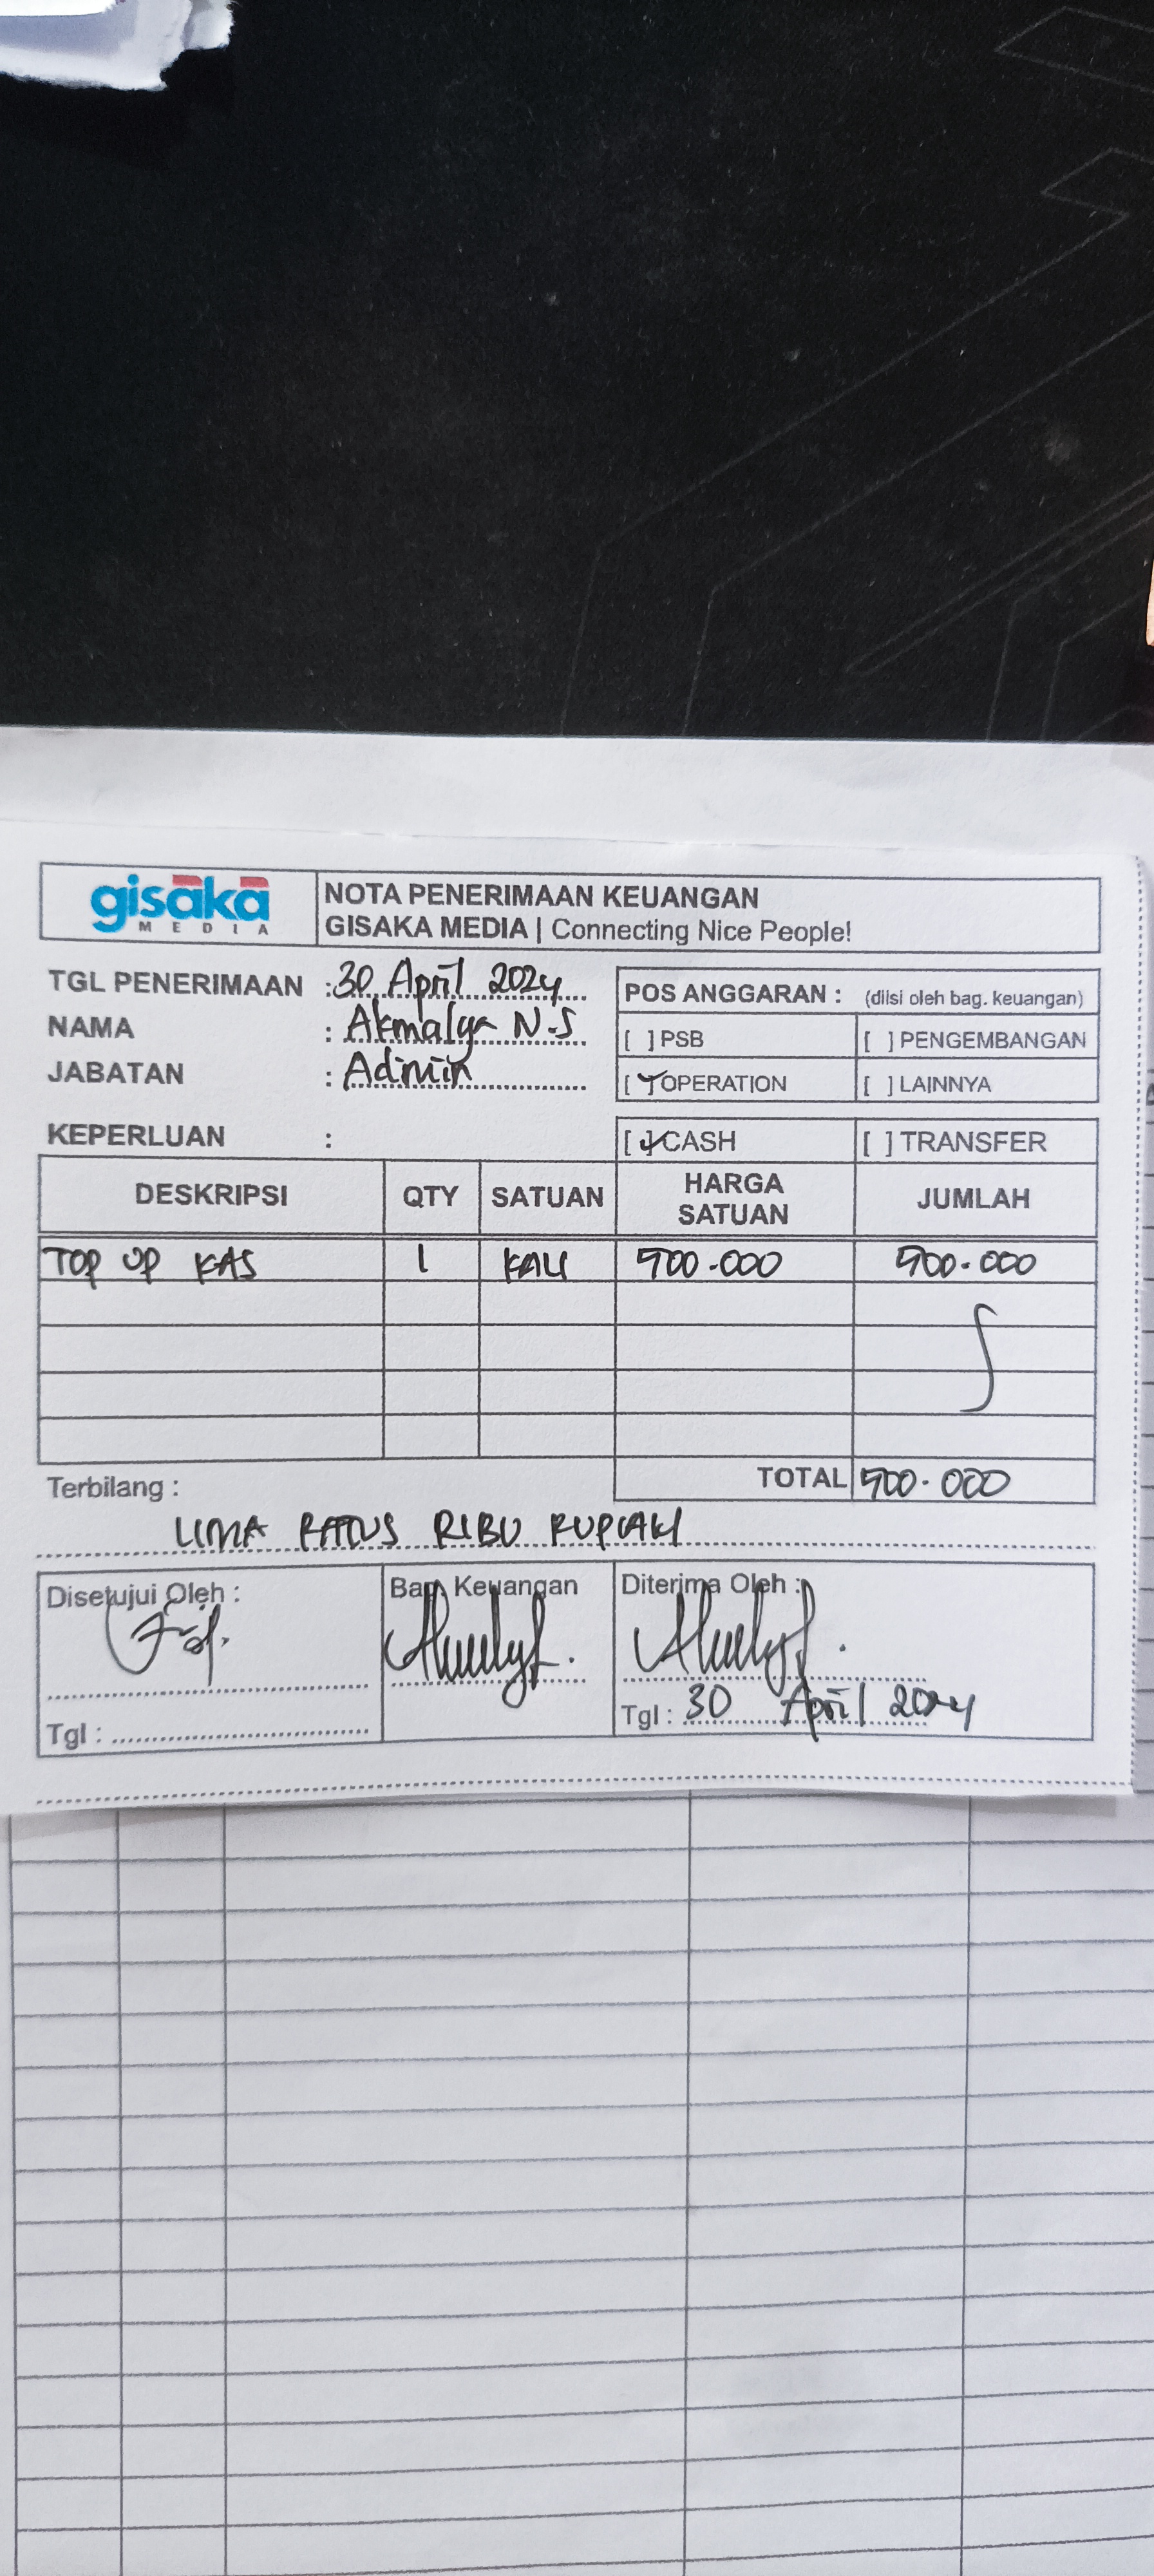 gisaka
MEDIA
NOTA PENERIMAAN KEUANGAN
GISAKA MEDIA | Connecting Nice People!
TGL PENERIMAAN : 30 April 2024
NAMA : Akmalya N.S
JABATAN : Admin
POS ANGGARAN : (diisi oleh bag. keuangan)
[ ] PSB [ ] PENGEMBANGAN
[✓] OPERATION [ ] LAINNYA
KEPERLUAN :
[✓] CASH [ ] TRANSFER
DESKRIPSI QTY SATUAN HARGA SATUAN JUMLAH
TOP UP KAS 1 KALI 500.000 500.000
TOTAL 500.000
Terbilang :
LIMA RATUS RIBU RUPIAH
Disetujui Oleh : Bag. Keuangan Diterima Oleh :
Tgl : Tgl : 30 April 2024